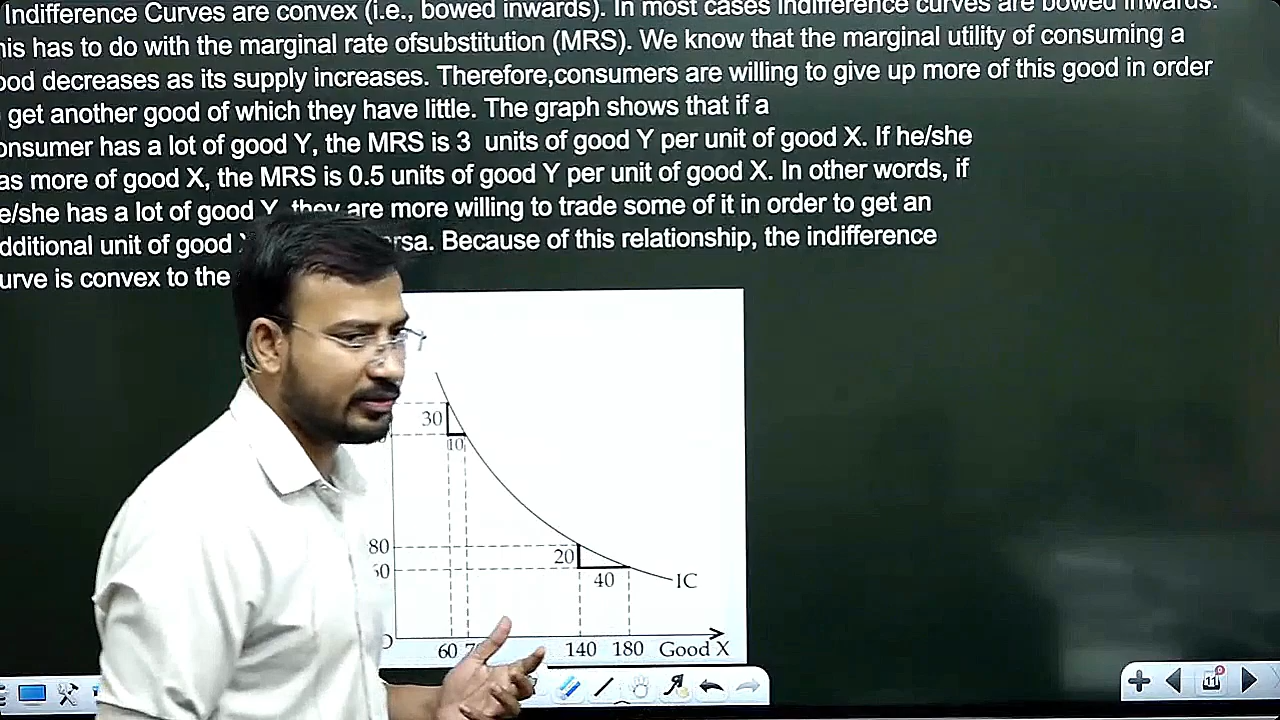 Indifference Curves are convex (i.e., bowed inwards). In most cases indifference curves are bowed inwards.
his has to do with the marginal rate ofsubstitution (MRS). We know that the marginal utility of consuming a
ood decreases as its supply increases. Therefore,consumers are willing to give up more of this good in order
get another good of which they have little. The graph shows that if a
onsumer has a lot of good Y, the MRS is 3 units of good Y per unit of good X. If he/she
as more of good X, the MRS is 0.5 units of good Y per unit of good X. In other words, if
e/she has a lot of good Y, they are more willing to trade some of it in order to get an
dditional unit of good rsa. Because of this relationship, the indifference
urve is convex to the
30
10
80
20
40
IC
60 140 180 Good X
11